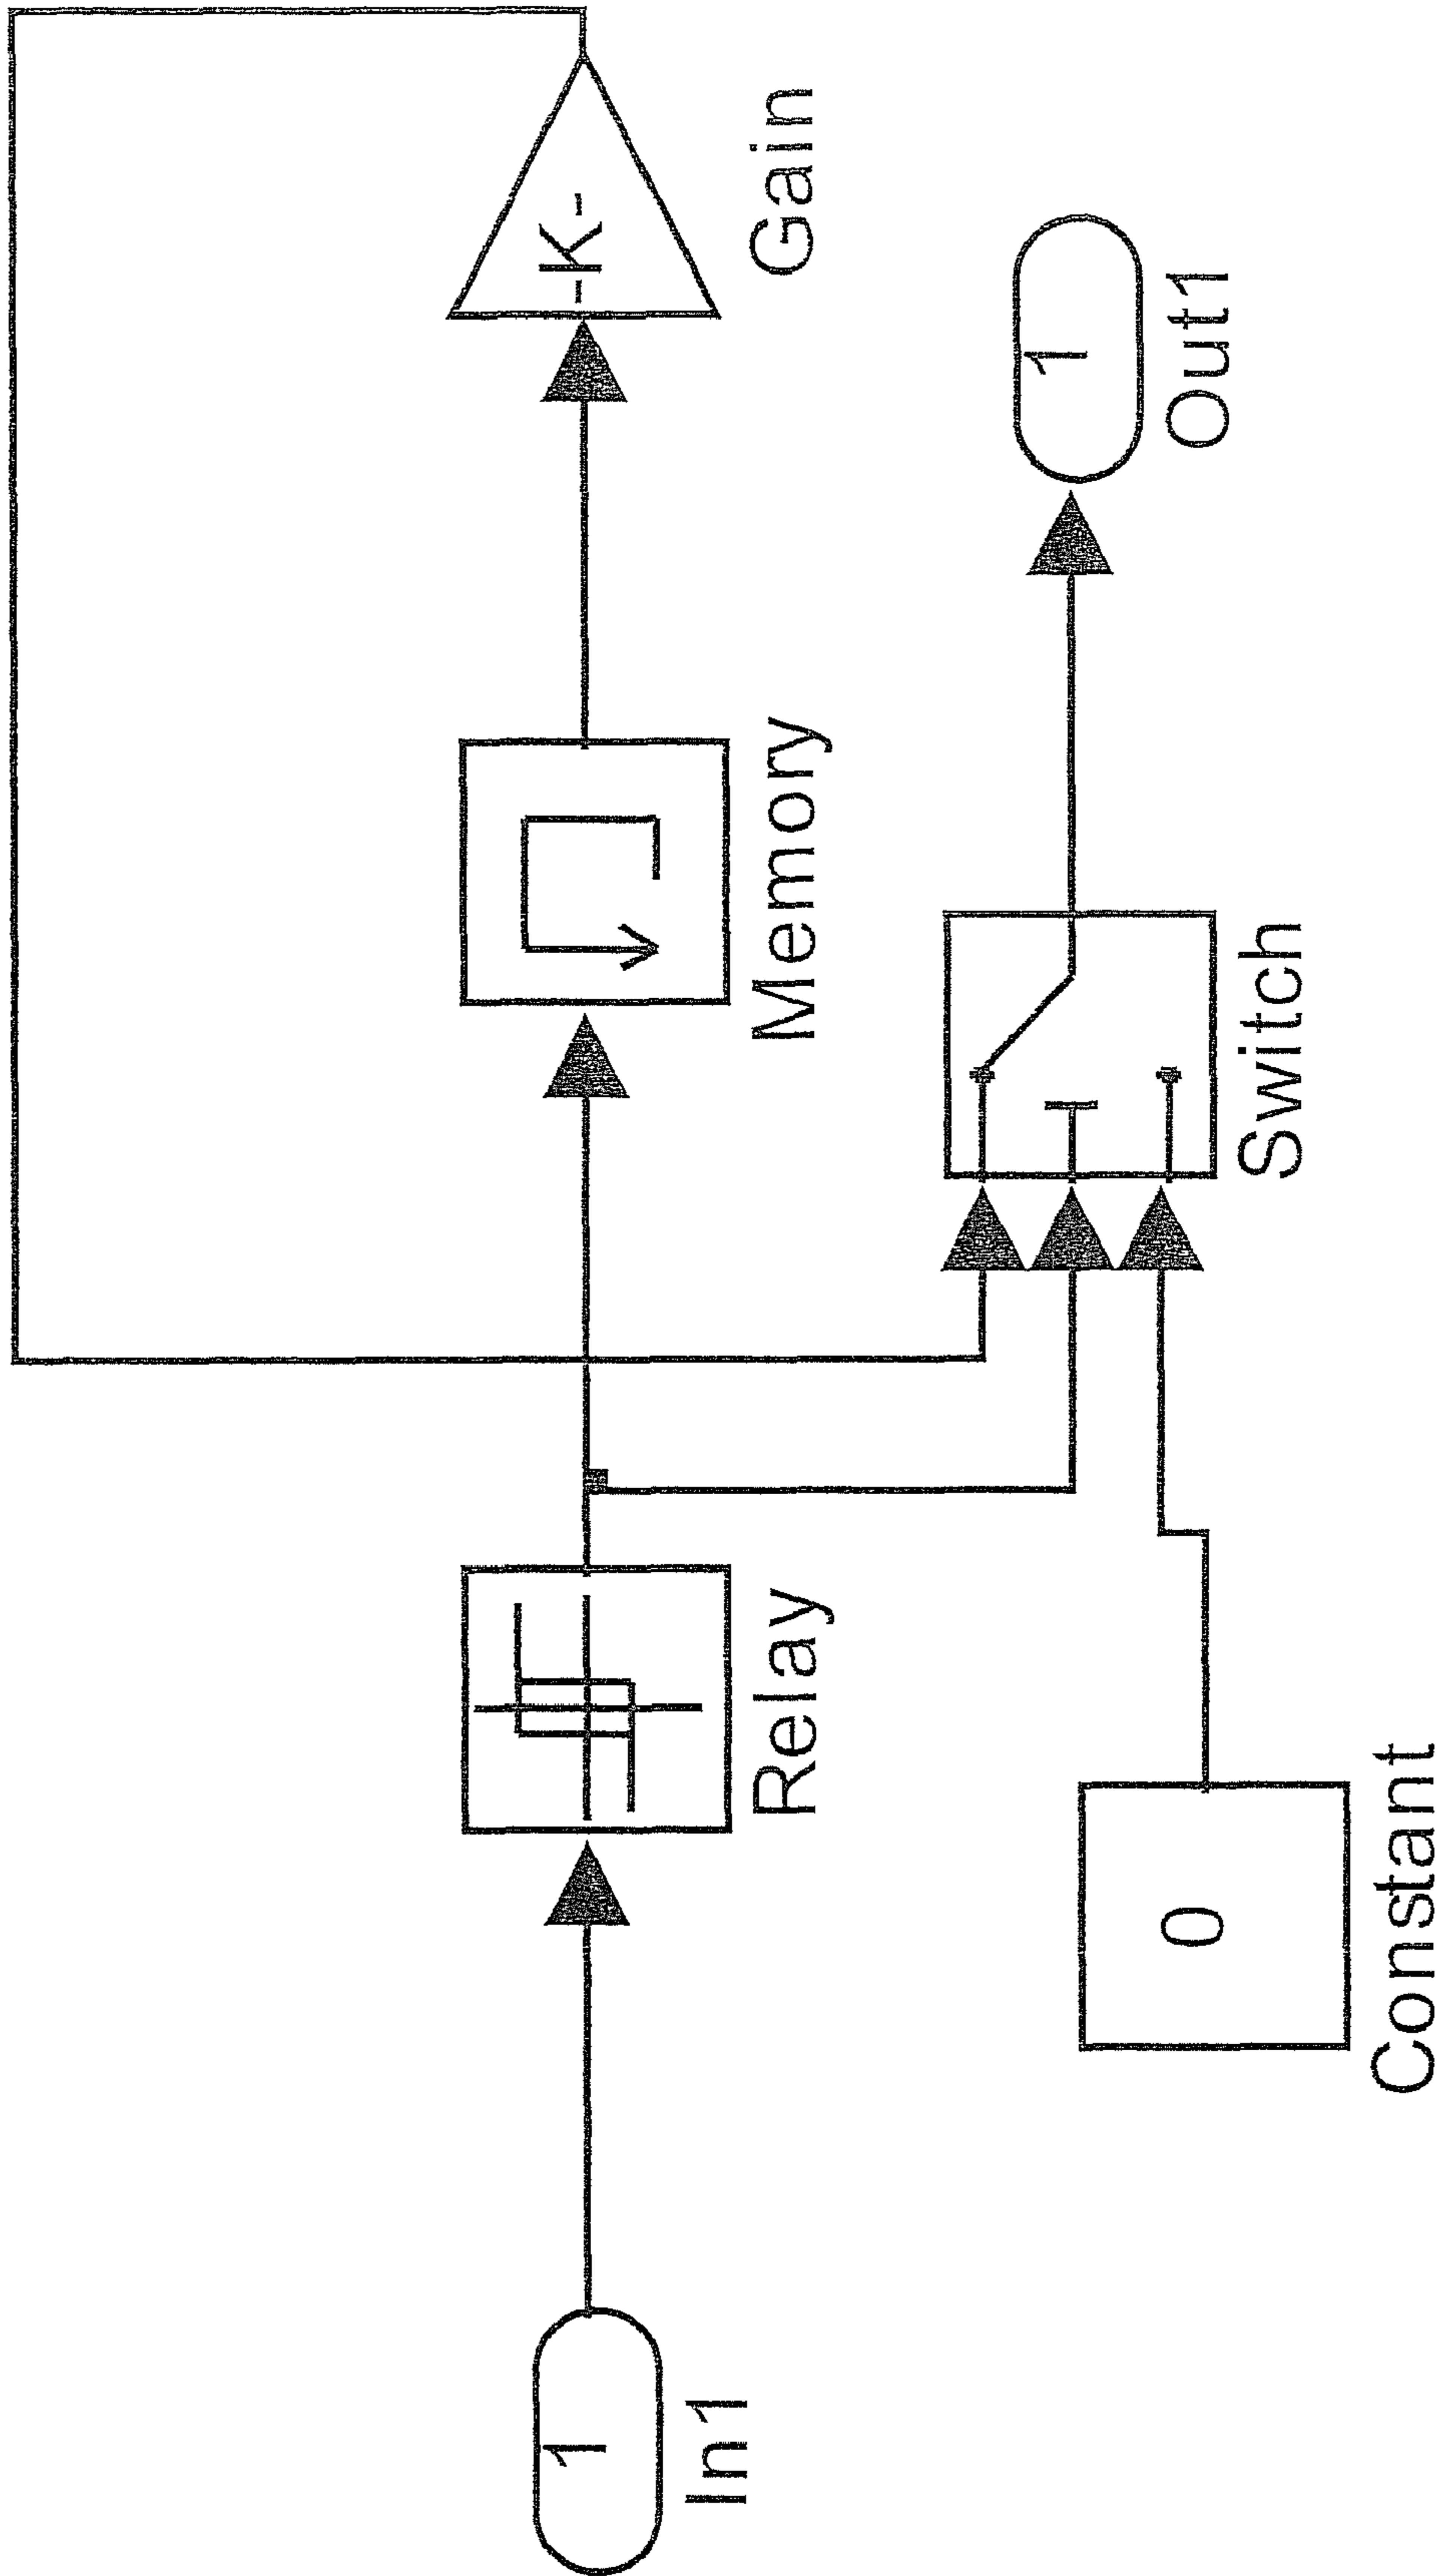 1
In1
Relay
Memory
-K-
Gain
0
Constant
Switch
1
Out1